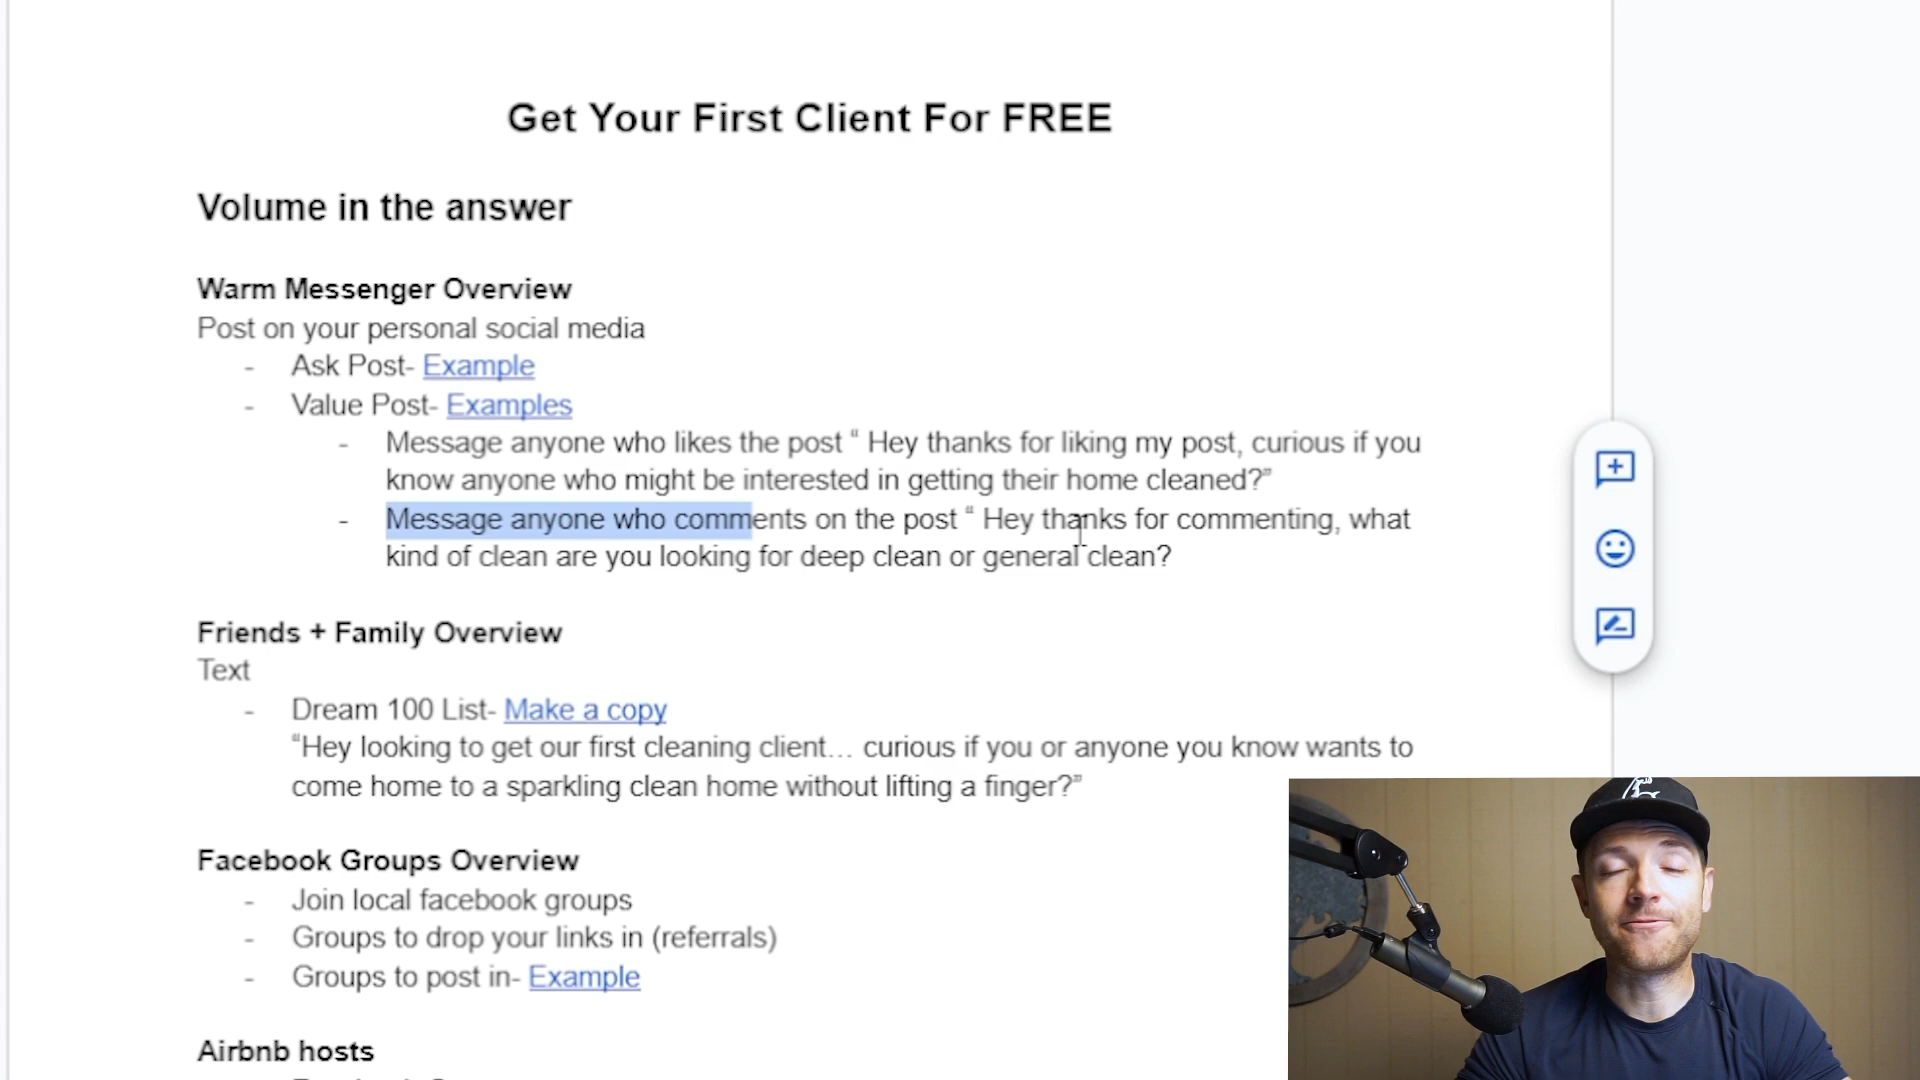 Get Your First Client For FREE
Volume in the answer
Warm Messenger Overview
Post on your personal social media
- Ask Post- Example
- Value Post- Examples
- Message anyone who likes the post “ Hey thanks for liking my post, curious if you
know anyone who might be interested in getting their home cleaned?”
- Message anyone who comments on the post “ Hey thanks for commenting, what
kind of clean are you looking for deep clean or general clean?
Friends + Family Overview
Text
- Dream 100 List- Make a copy
“Hey looking to get our first cleaning client... curious if you or anyone you know wants to
come home to a sparkling clean home without lifting a finger?”
Facebook Groups Overview
- Join local facebook groups
- Groups to drop your links in (referrals)
- Groups to post in- Example
Airbnb hosts